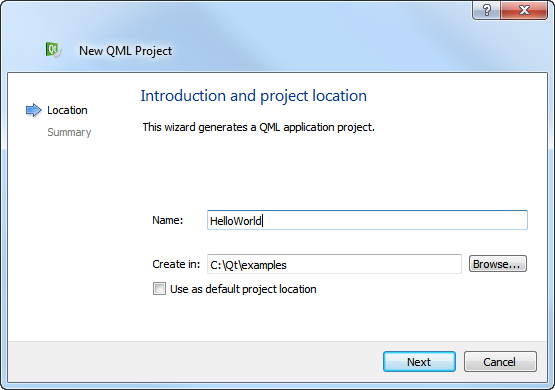 New QML Project
Location
Summary
Introduction and project location
This wizard generates a QML application project.
Name: HelloWorld
Create in: C:\Qt\examples Browse...
Use as default project location
Next Cancel